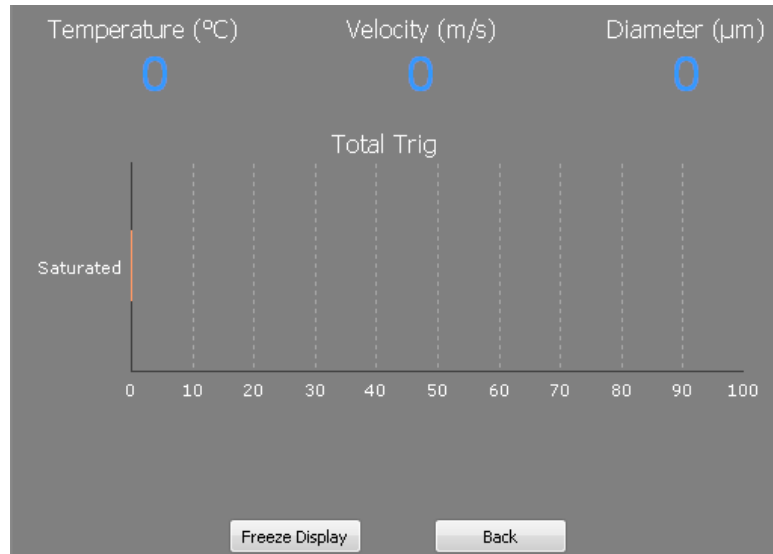 Temperature (ºC) Velocity (m/s) Diameter (µm)
0 0 0
Total Trig
Saturated
0 10 20 30 40 50 60 70 80 90 100
Freeze Display Back